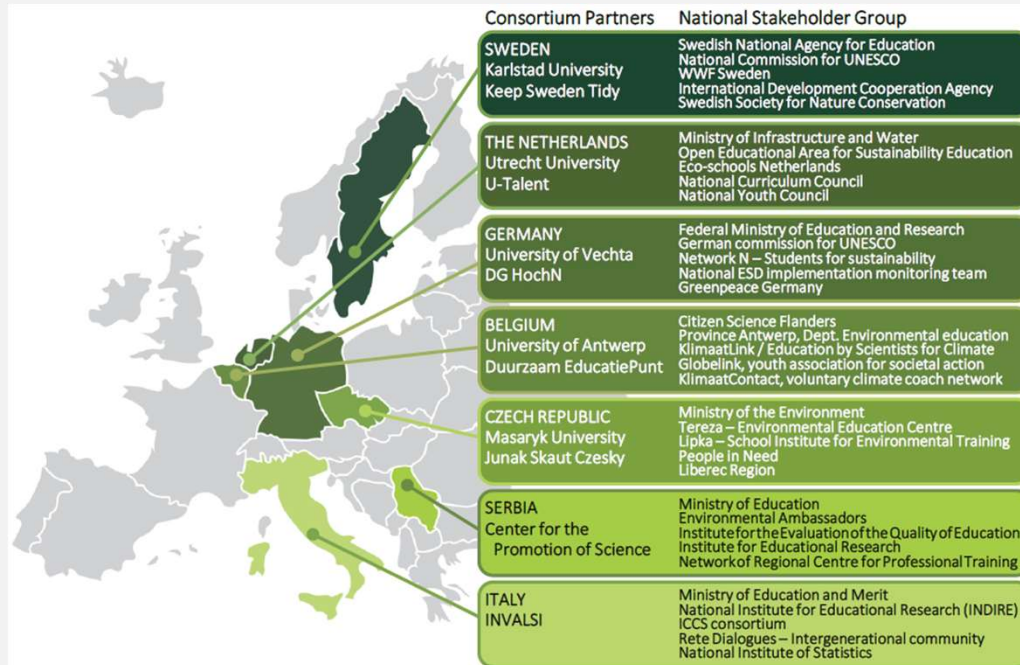 Consortium Partners
National Stakeholder Group
SWEDEN
Karlstad University
Keep Sweden Tidy
Swedish National Agency for Education
National Commission for UNESCO
WWF Sweden
International Development Cooperation Agency
Swedish Society for Nature Conservation
THE NETHERLANDS
Utrecht University
U-Talent
Ministry of Infrastructure and Water
Open Educational Area for Sustainability Education
Eco-schools Netherlands
National Curriculum Council
National Youth Council
GERMANY
University of Vechta
DG HochN
Federal Ministry of Education and Research
German commission for UNESCO
Network N – Students for sustainability
National ESD implementation monitoring team
Greenpeace Germany
BELGIUM
University of Antwerp
Duurzaam EducatiePunt
Citizen Science Flanders
Province Antwerp, Dept. Environmental education
KlimaatLink / Education by Scientists for Climate
Globelink, youth association for societal action
KlimaatContact, voluntary climate coach network
CZECH REPUBLIC
Masaryk University
Junak Skaut Czesky
Ministry of the Environment
Tereza – Environmental Education Centre
Lipka – School Institute for Environmental Training
People in Need
Liberec Region
SERBIA
Center for the
Promotion of Science
Ministry of Education
Environmental Ambassadors
Institute for the Evaluation of the Quality of Education
Institute for Educational Research
Network of Regional Centre for Professional Training
ITALY
INVALSI
Ministry of Education and Merit
National Institute for Educational Research (INDIRE)
ICCS consortium
Rete Dialogues – Intergenerational community
National Institute of Statistics